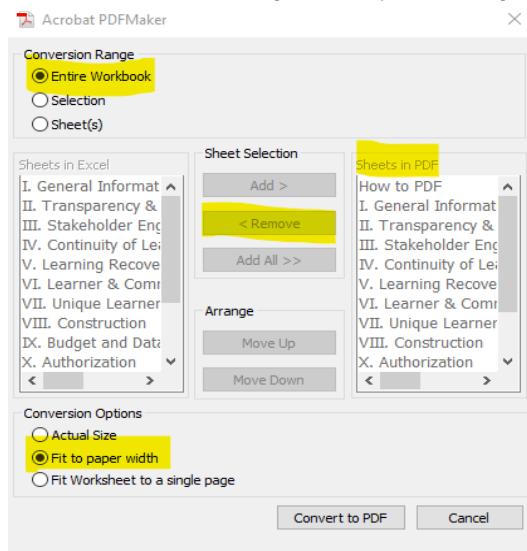 Acrobat PDFMaker
Conversion Range
Entire Workbook
Selection
Sheet(s)
Sheets in Excel
I. General Informat
II. Transparency &
III. Stakeholder Eng
IV. Continuity of Lea
V. Learning Recove
VI. Learner & Comm
VII. Unique Learner
VIII. Construction
IX. Budget and Data
X. Authorization
Sheet Selection
Add >
< Remove
Add All >>
Arrange
Move Up
Move Down
Sheets in PDF
How to PDF
I. General Informat
II. Transparency &
III. Stakeholder Eng
IV. Continuity of Lea
V. Learning Recove
VI. Learner & Comm
VII. Unique Learner
VIII. Construction
X. Authorization
Conversion Options
Actual Size
Fit to paper width
Fit Worksheet to a single page
Convert to PDF
Cancel